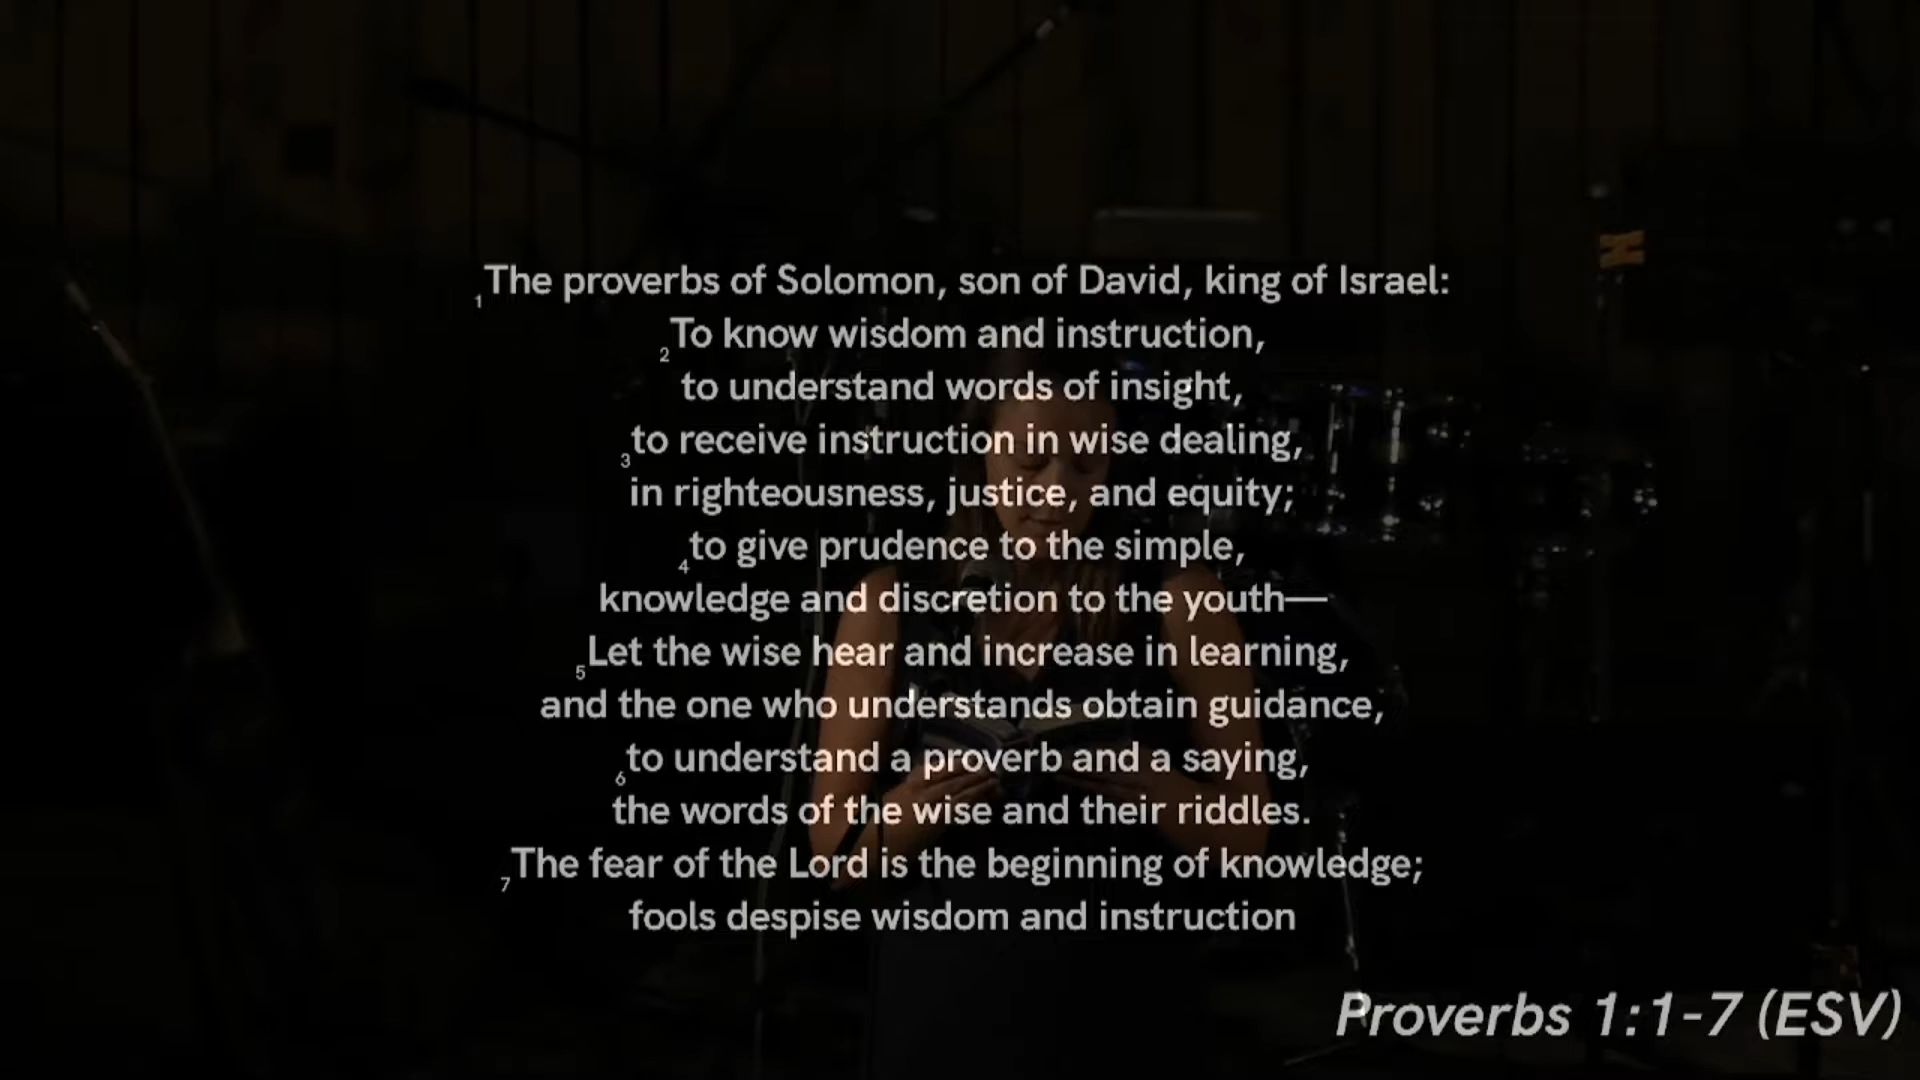 1The proverbs of Solomon, son of David, king of Israel:
2To know wisdom and instruction,
to understand words of insight,
3to receive instruction in wise dealing,
in righteousness, justice, and equity;
4to give prudence to the simple,
knowledge and discretion to the youth—
5Let the wise hear and increase in learning,
and the one who understands obtain guidance,
6to understand a proverb and a saying,
the words of the wise and their riddles.
7The fear of the Lord is the beginning of knowledge;
fools despise wisdom and instruction
Proverbs 1:1-7 (ESV)